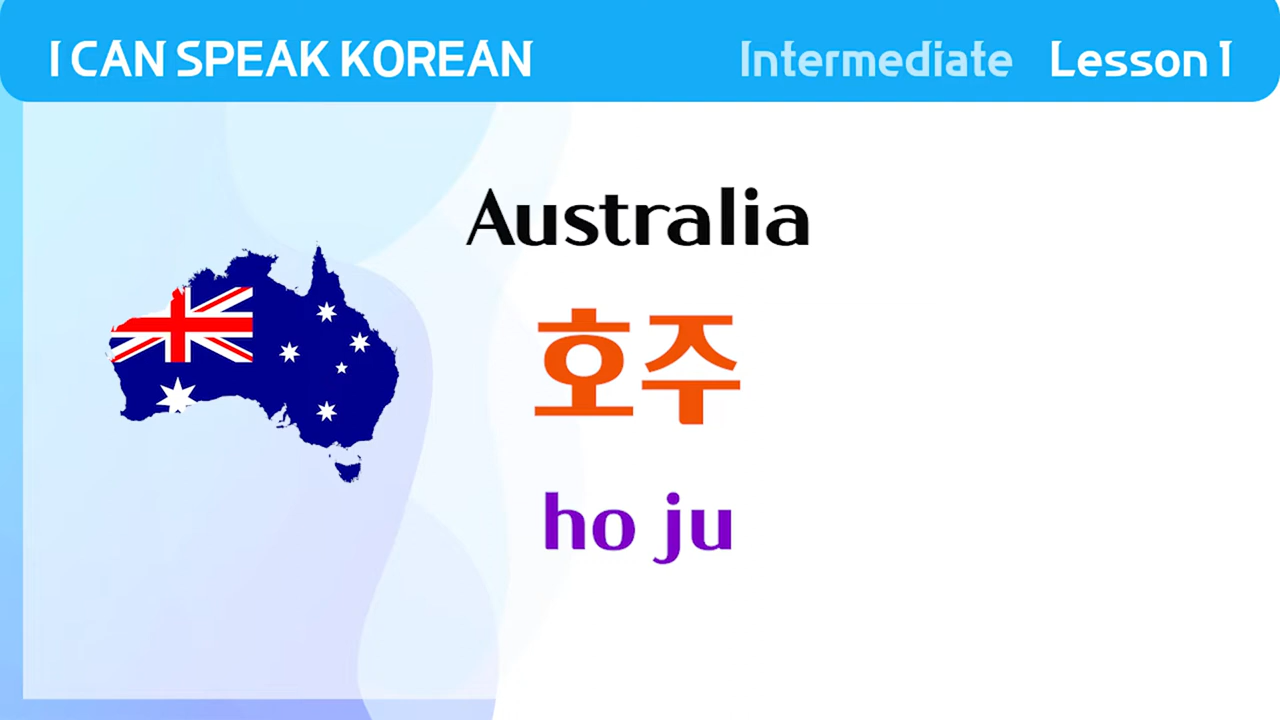 I CAN SPEAK KOREAN
Intermediate Lesson 1
Australia
호주
ho ju